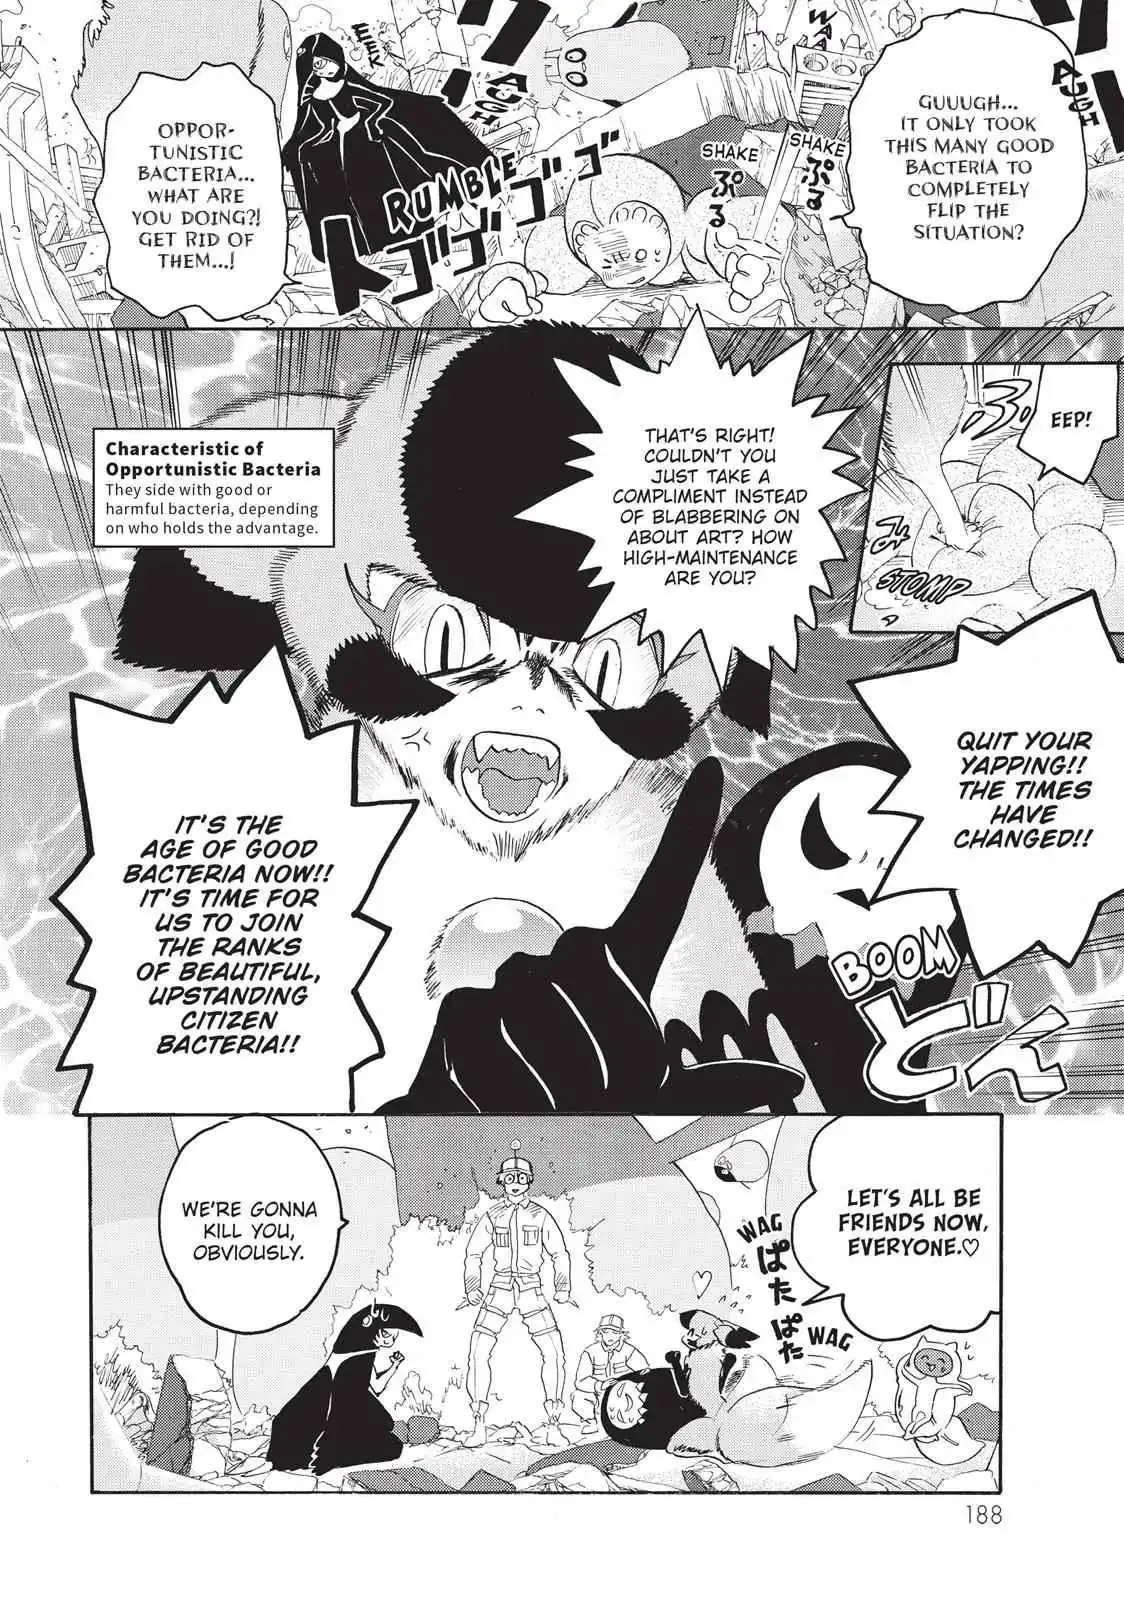 GUUUGH...
IT ONLY TOOK
THIS MANY GOOD
BACTERIA TO
COMPLETELY
FLIP THE
SITUATION?
AUGH
WAA
SHAKE
ぷる
SHAKE
ぷる
AUGH
EEK
RUMBLE
ゴゴゴゴ
OPPOR-
TUNISTIC
BACTERIA...
WHAT ARE
YOU DOING?!
GET RID OF
THEM...!
EEP!
STOMP
THAT'S RIGHT!
COULDN'T YOU
JUST TAKE A
COMPLIMENT INSTEAD
OF BLABBERING ON
ABOUT ART? HOW
HIGH-MAINTENANCE
ARE YOU?
Characteristic of
Opportunistic Bacteria
They side with good or
harmful bacteria, depending
on who holds the advantage.
QUIT YOUR
YAPPING!!
THE TIMES
HAVE
CHANGED!!
BOOM
どん
IT'S THE
AGE OF GOOD
BACTERIA NOW!!
IT'S TIME FOR
US TO JOIN
THE RANKS
OF BEAUTIFUL,
UPSTANDING
CITIZEN
BACTERIA!!
LET'S ALL BE
FRIENDS NOW,
EVERYONE.♡
WAG
ぱた
ぱた
WAG
WE'RE GONNA
KILL YOU,
OBVIOUSLY.
188